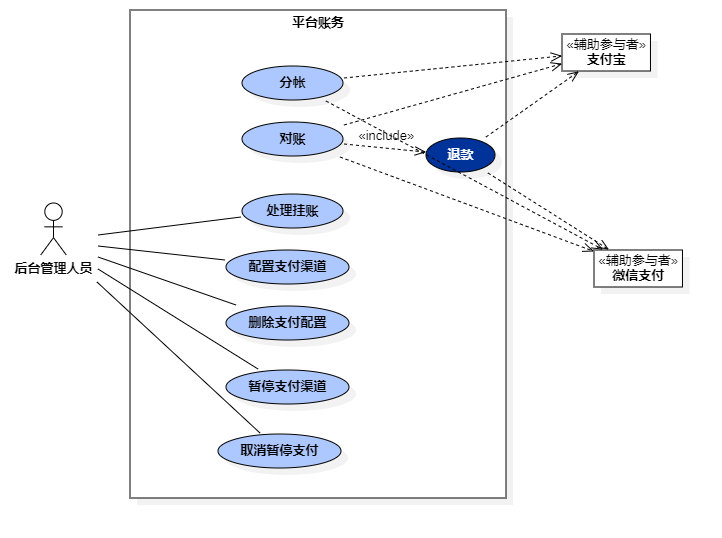 平台账务
«辅助参与者»
支付宝
分帐
对账
«include»
退款
处理挂账
后台管理人员
配置支付渠道
«辅助参与者»
微信支付
删除支付配置
暂停支付渠道
取消暂停支付